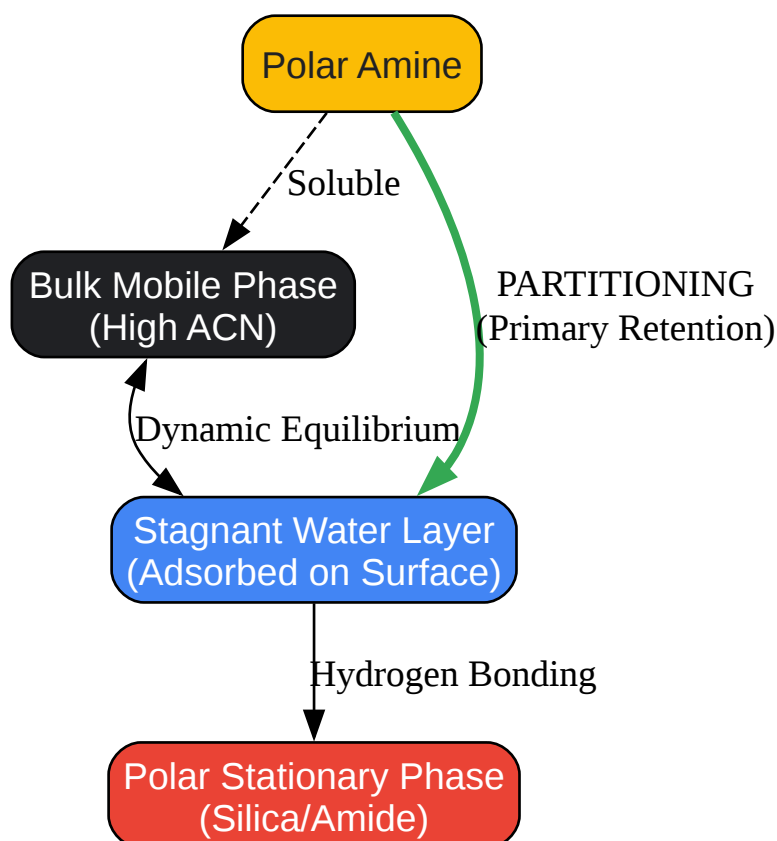 Polar Amine
Soluble
Bulk Mobile Phase
(High ACN)
PARTITIONING
(Primary Retention)
Dynamic Equilibrium
Stagnant Water Layer
(Adsorbed on Surface)
Hydrogen Bonding
Polar Stationary Phase
(Silica/Amide)